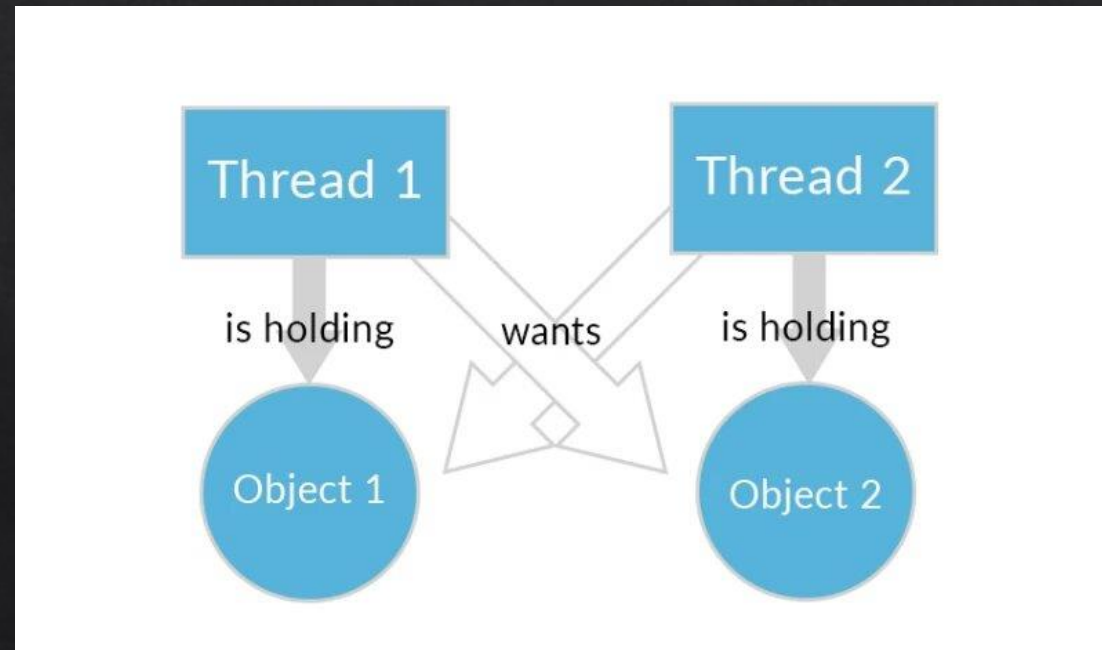 Thread 1
Thread 2
is holding
wants
is holding
Object 1
Object 2